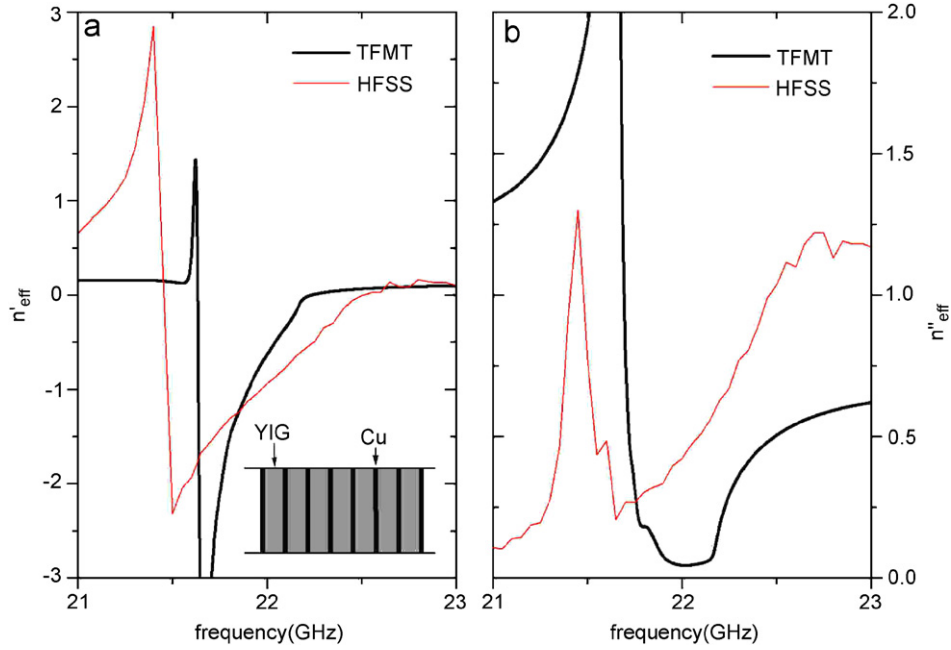 a
TFMT
HFSS
3
2
1
0
-1
-2
-3
n'eff
YIG
Cu
21
22
23
frequency(GHz)
b
TFMT
HFSS
2.0
1.5
1.0
0.5
0.0
n"eff
21
22
23
frequency(GHz)